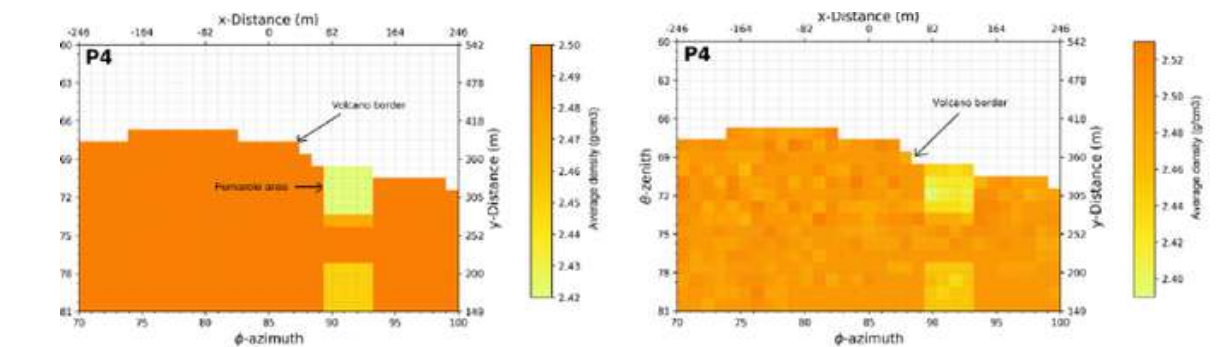 x-Distance (m)
-246 -164 -82 0 82 164 246
P4
60 63 66 69 72 75 78 81
Volcano border
Fumarole area
542 478 418 360 305 252 200 149
y-Distance (m)
70 75 80 85 90 95 100
ϕ-azimuth
2.50 2.49 2.48 2.47 2.46 2.45 2.44 2.43 2.42
Average density (g/cm3)
x-Distance (m)
-246 -164 -82 0 82 164 246
P4
θ-zenith
60 63 66 69 72 75 78 81
Volcano border
542 478 418 360 305 252 200 149
y-Distance (m)
70 75 80 85 90 95 100
ϕ-azimuth
2.52 2.50 2.48 2.46 2.44 2.42 2.40
Average density (g/cm3)